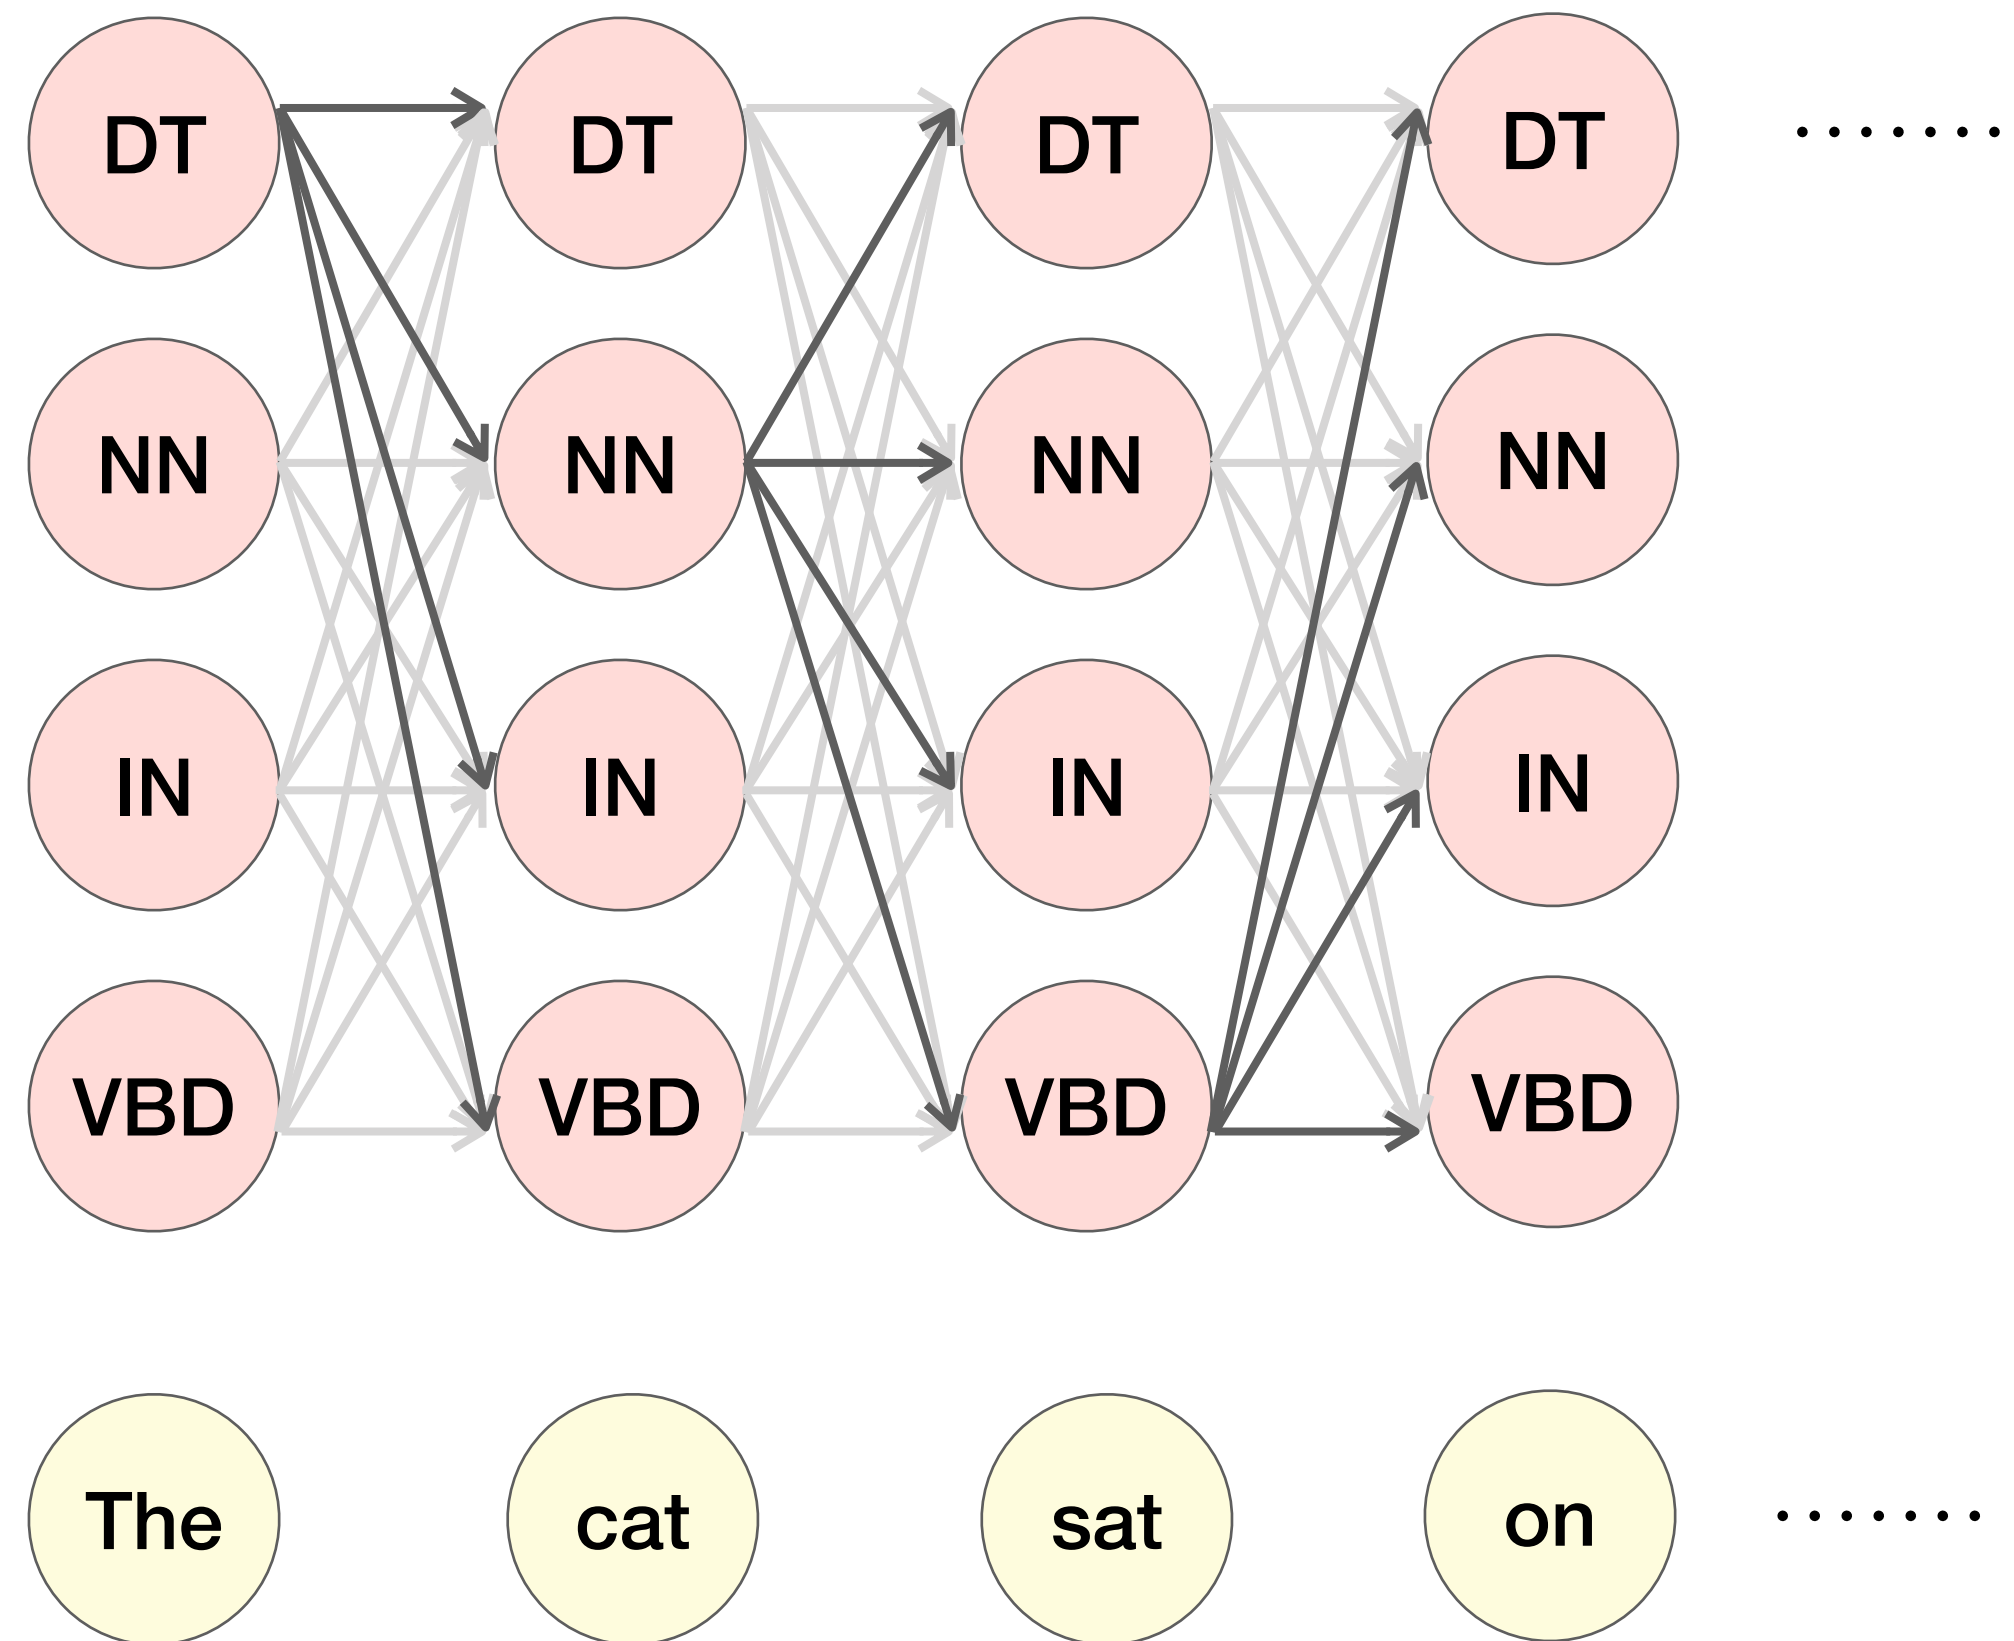 DT DT DT DT .......
NN NN NN NN
IN IN IN IN
VBD VBD VBD VBD
The cat sat on .......